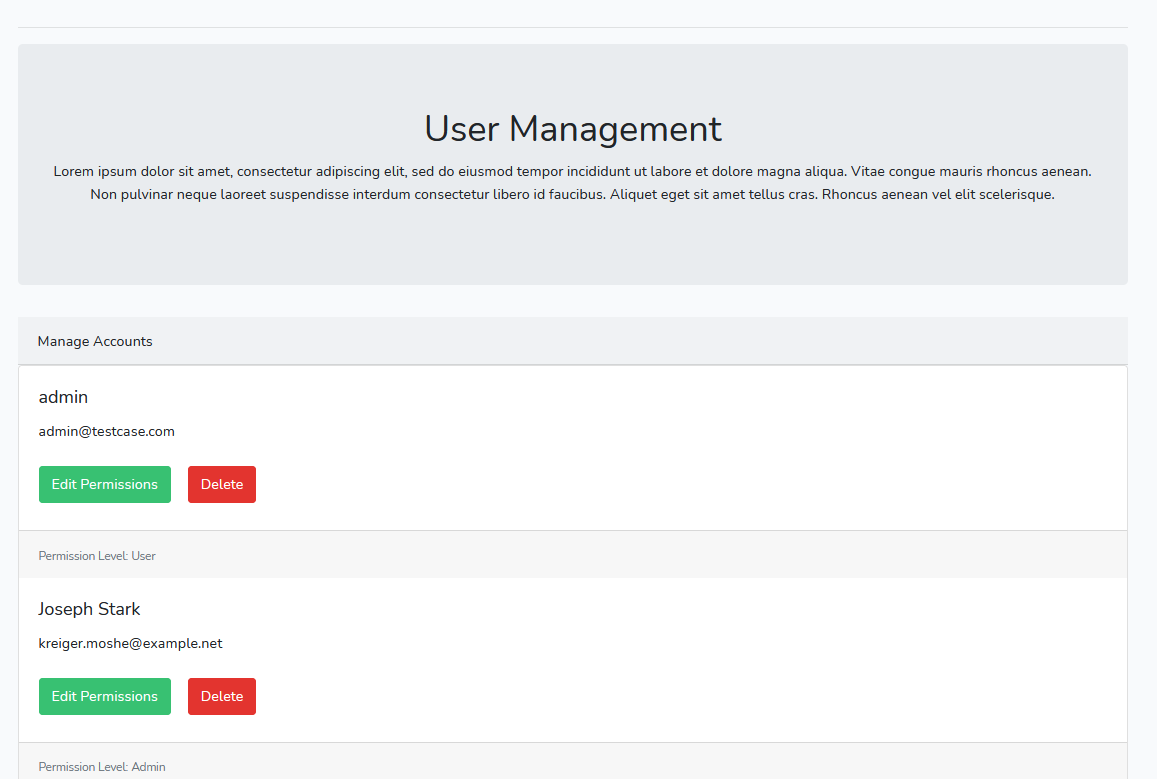 User Management
Lorem ipsum dolor sit amet, consectetur adipiscing elit, sed do eiusmod tempor incididunt ut labore et dolore magna aliqua. Vitae congue mauris rhoncus aenean.
Non pulvinar neque laoreet suspendisse interdum consectetur libero id faucibus. Aliquet eget sit amet tellus cras. Rhoncus aenean vel elit scelerisque.
Manage Accounts
admin
admin@testcase.com
Edit Permissions Delete
Permission Level: User
Joseph Stark
kreiger.moshe@example.net
Edit Permissions Delete
Permission Level: Admin